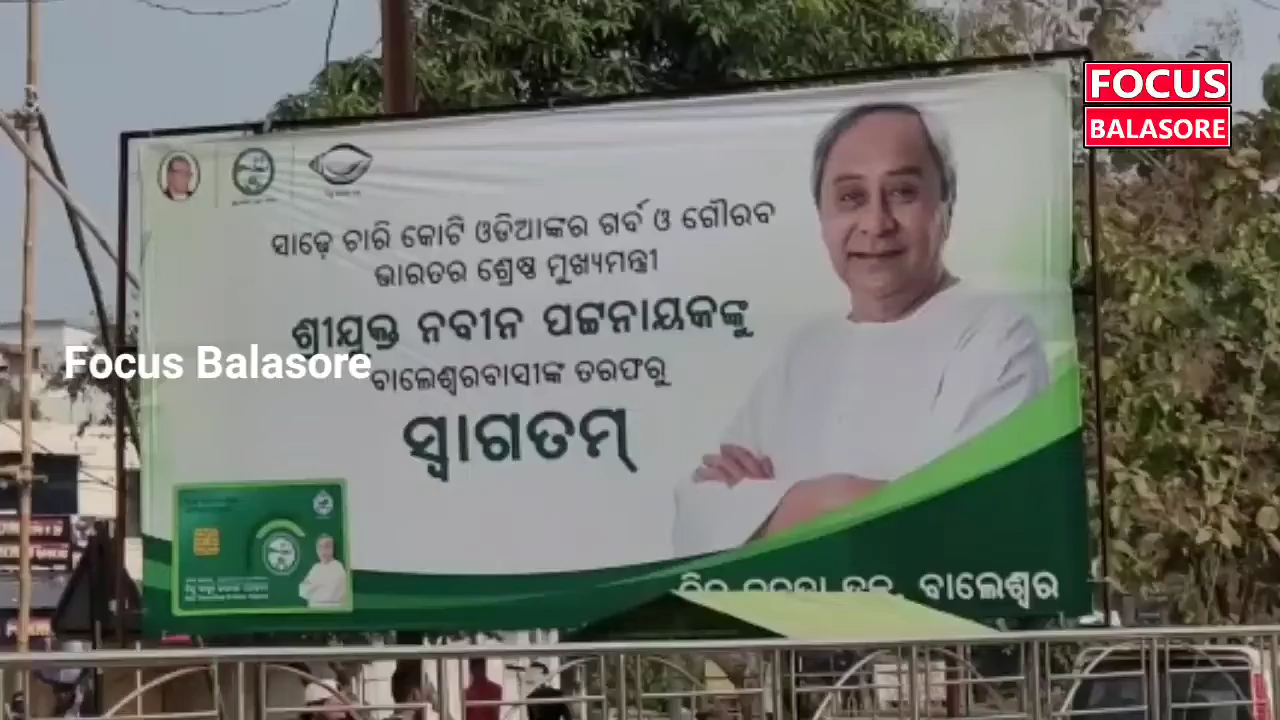 FOCUS
BALASORE
ସାଢ଼େ ଚାରି କୋଟି ଓଡିଆଙ୍କର ଗର୍ବ ଓ ଗୌରବ
ଭାରତର ଶ୍ରେଷ୍ଠ ମୁଖ୍ୟମନ୍ତ୍ରୀ
ଶ୍ରୀଯୁକ୍ତ ନବୀନ ପଟ୍ଟନାୟକଙ୍କୁ
Focus Balasore
ବାଲେଶ୍ୱରବାସୀଙ୍କ ତରଫରୁ
ସ୍ୱାଗତମ୍
ବାଲେଶ୍ୱର